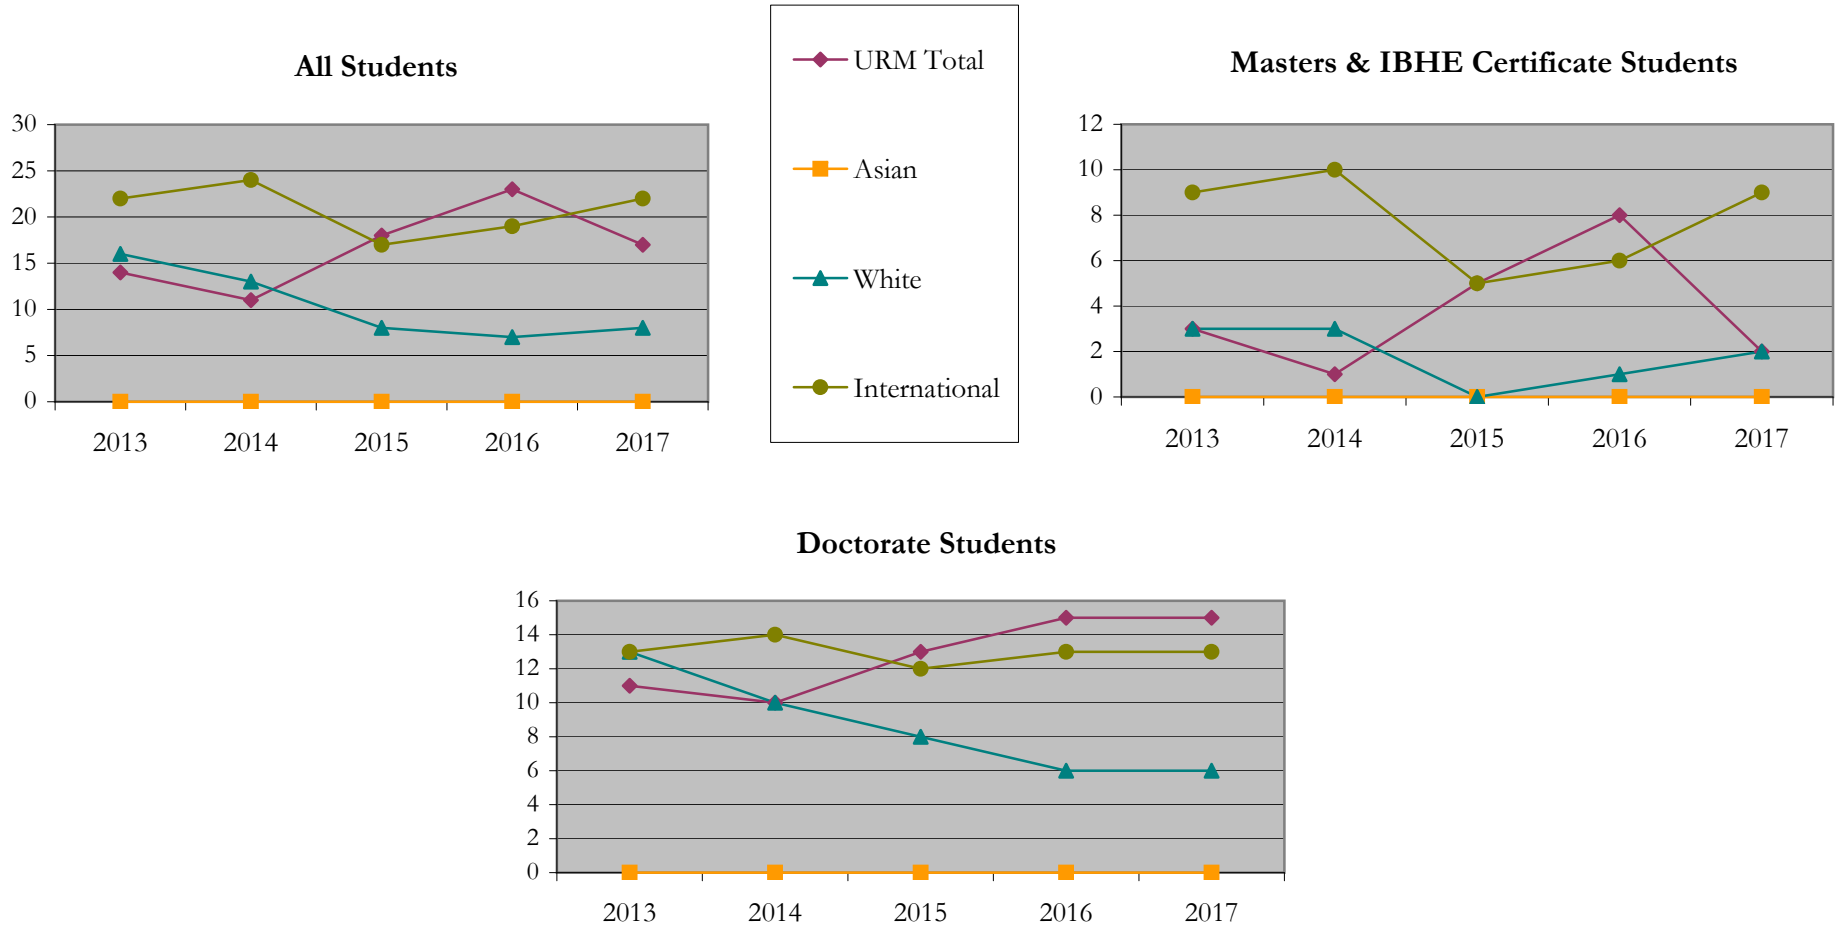 All Students
30
25
20
15
10
5
0
2013 2014 2015 2016 2017
URM Total
Asian
White
International
Masters & IBHE Certificate Students
12
10
8
6
4
2
0
2013 2014 2015 2016 2017
Doctorate Students
16
14
12
10
8
6
4
2
0
2013 2014 2015 2016 2017